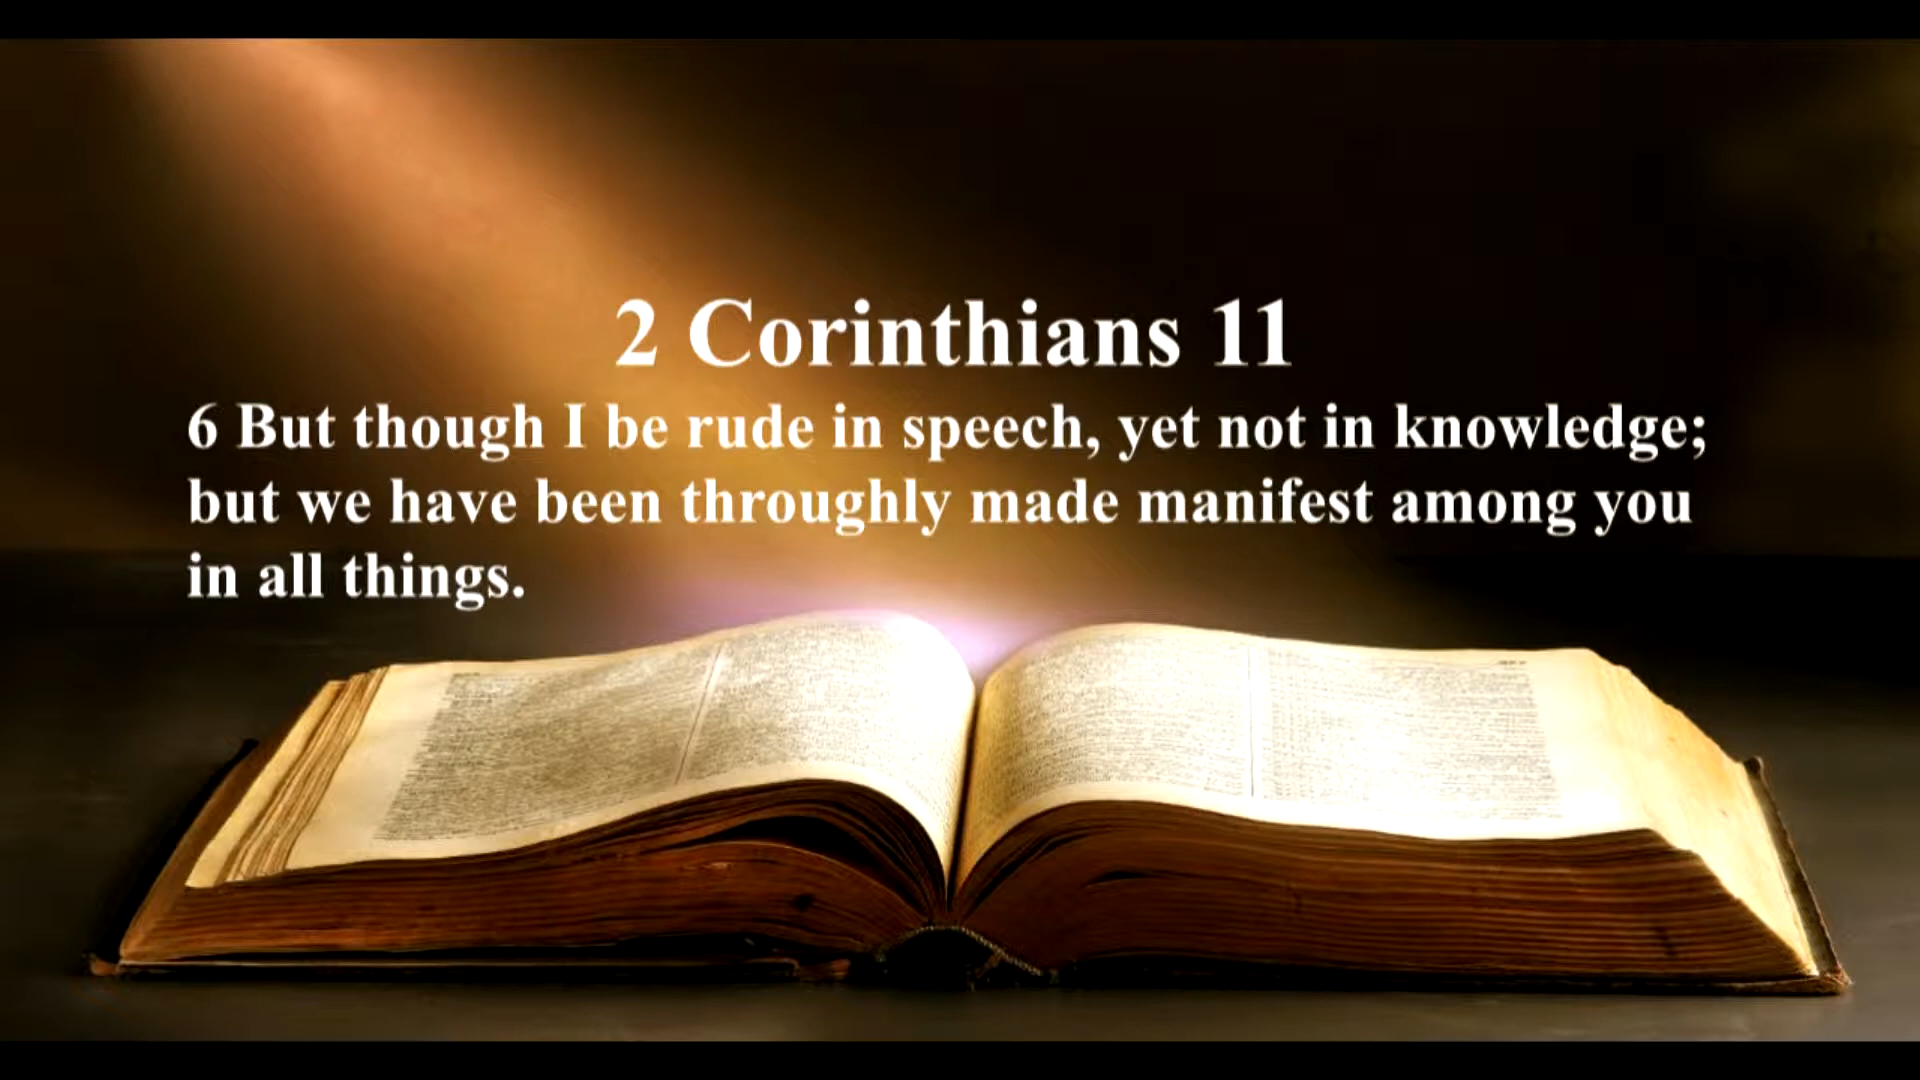 2 Corinthians 11
6 But though I be rude in speech, yet not in knowledge;
but we have been throughly made manifest among you
in all things.